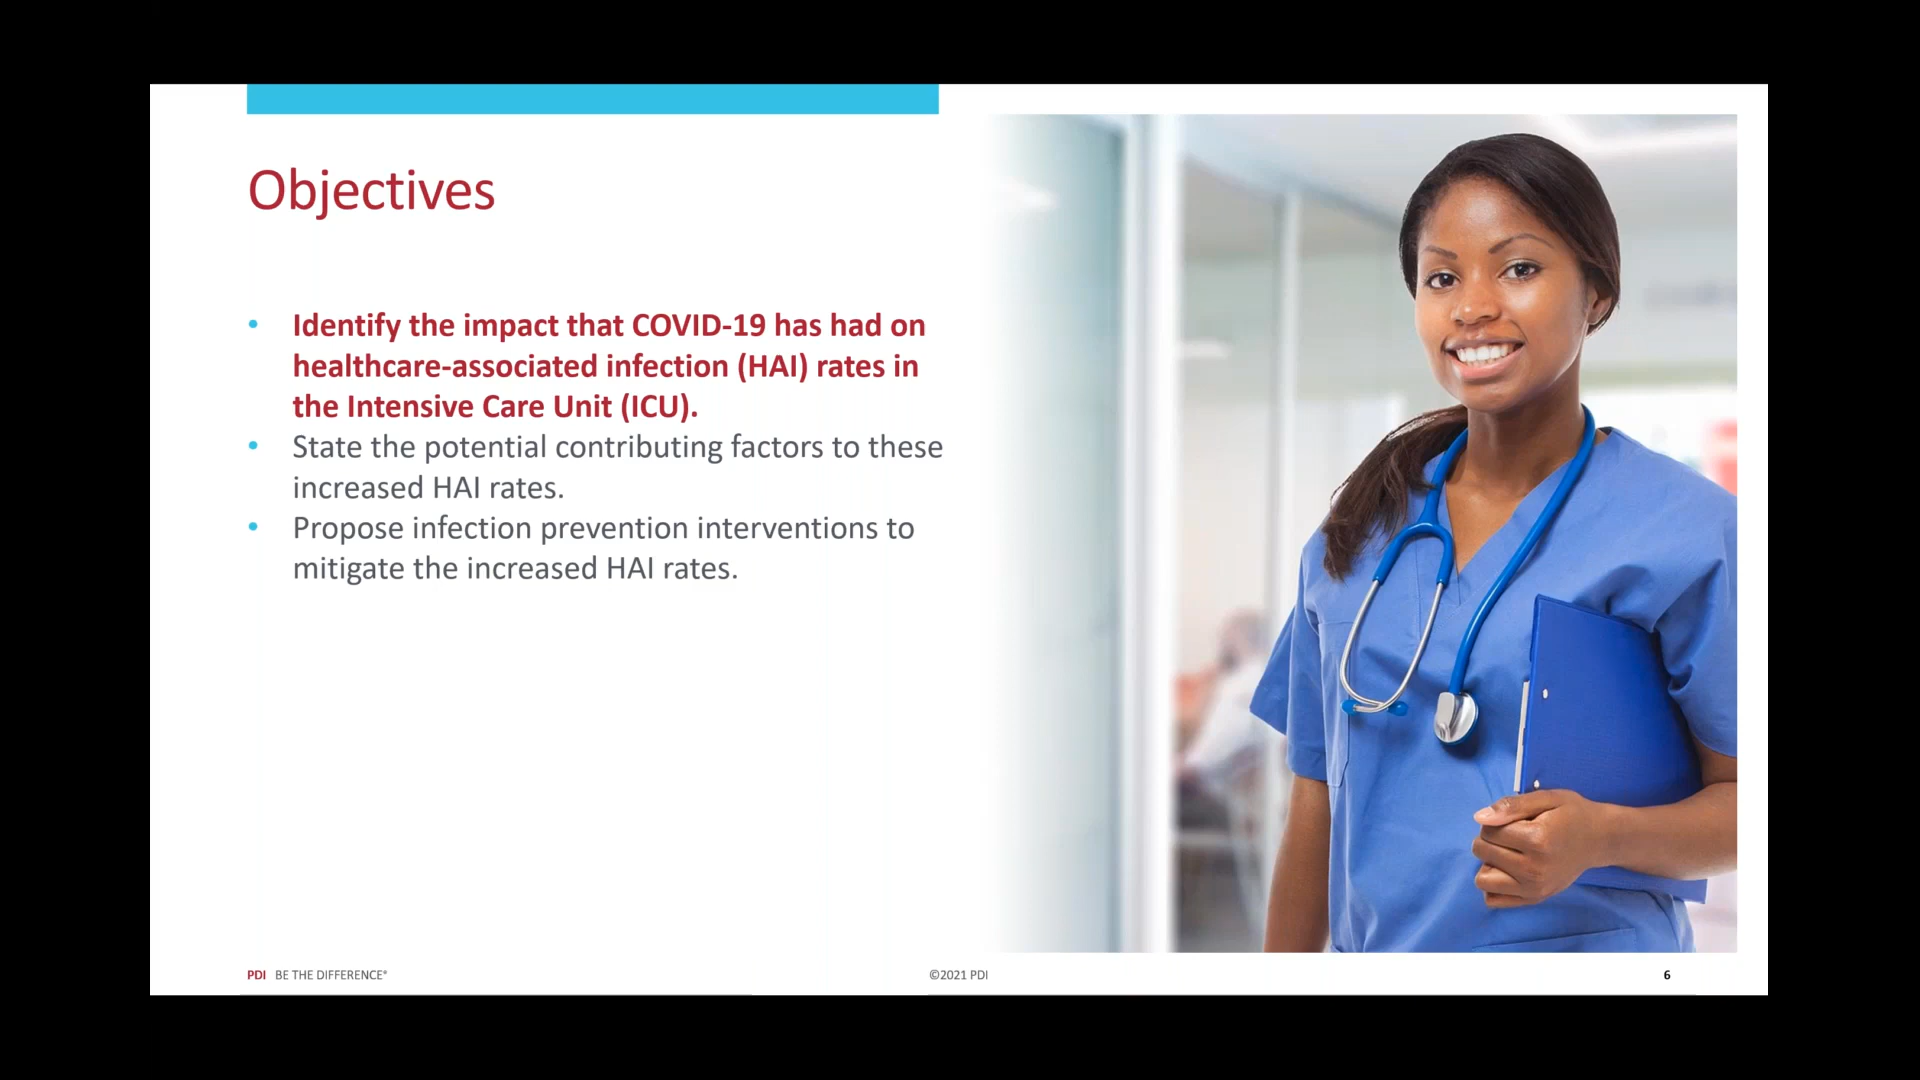 Objectives
• Identify the impact that COVID-19 has had on
healthcare-associated infection (HAI) rates in
the Intensive Care Unit (ICU).
• State the potential contributing factors to these
increased HAI rates.
• Propose infection prevention interventions to
mitigate the increased HAI rates.
PDI BE THE DIFFERENCE®
©2021 PDI
6